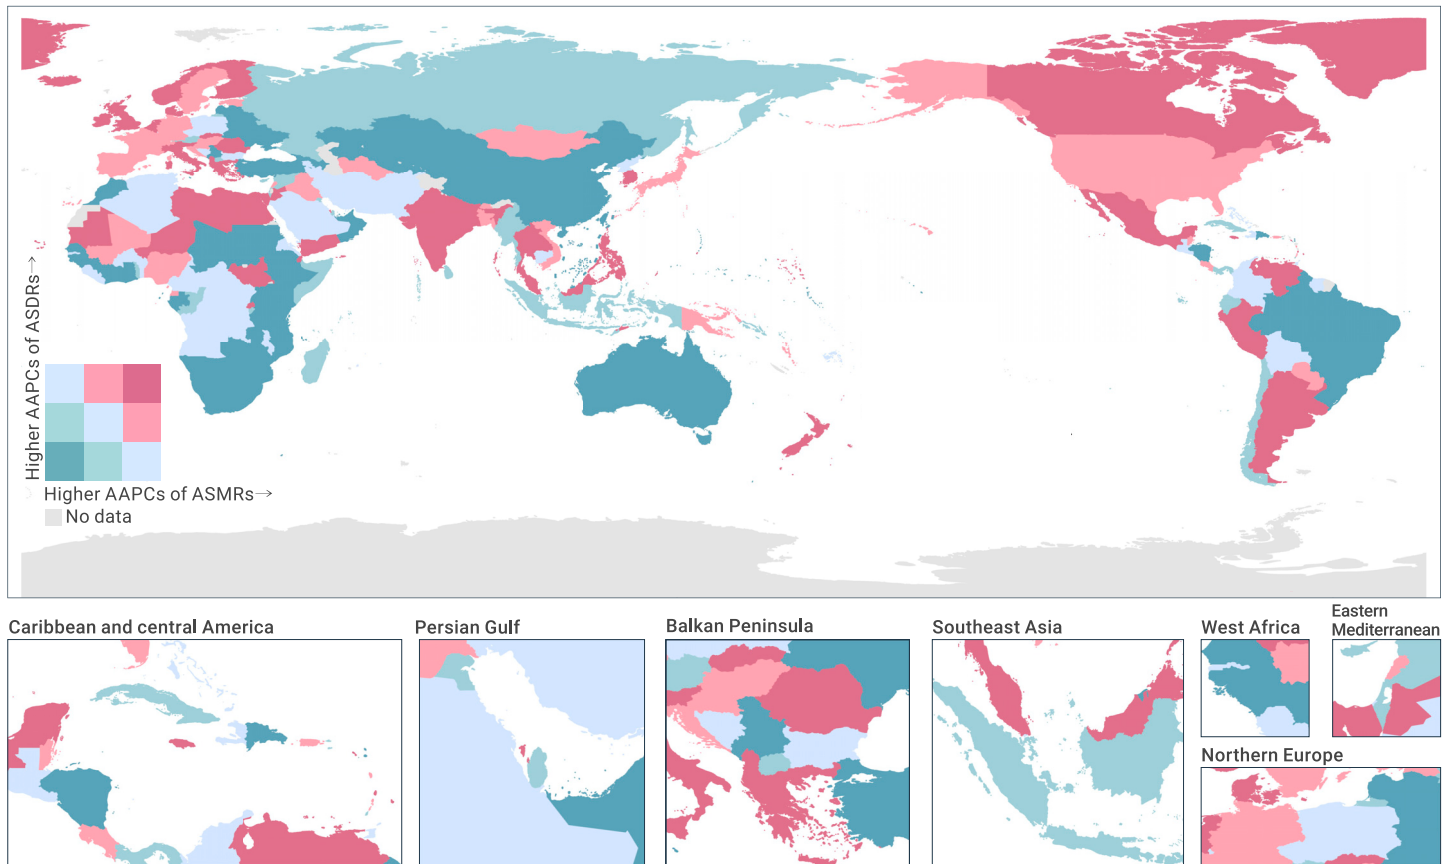 Higher AAPCs of ASDRs→
Higher AAPCs of ASMRs→
No data
Caribbean and central America
Persian Gulf
Balkan Peninsula
Southeast Asia
West Africa
Eastern
Mediterranean
Northern Europe